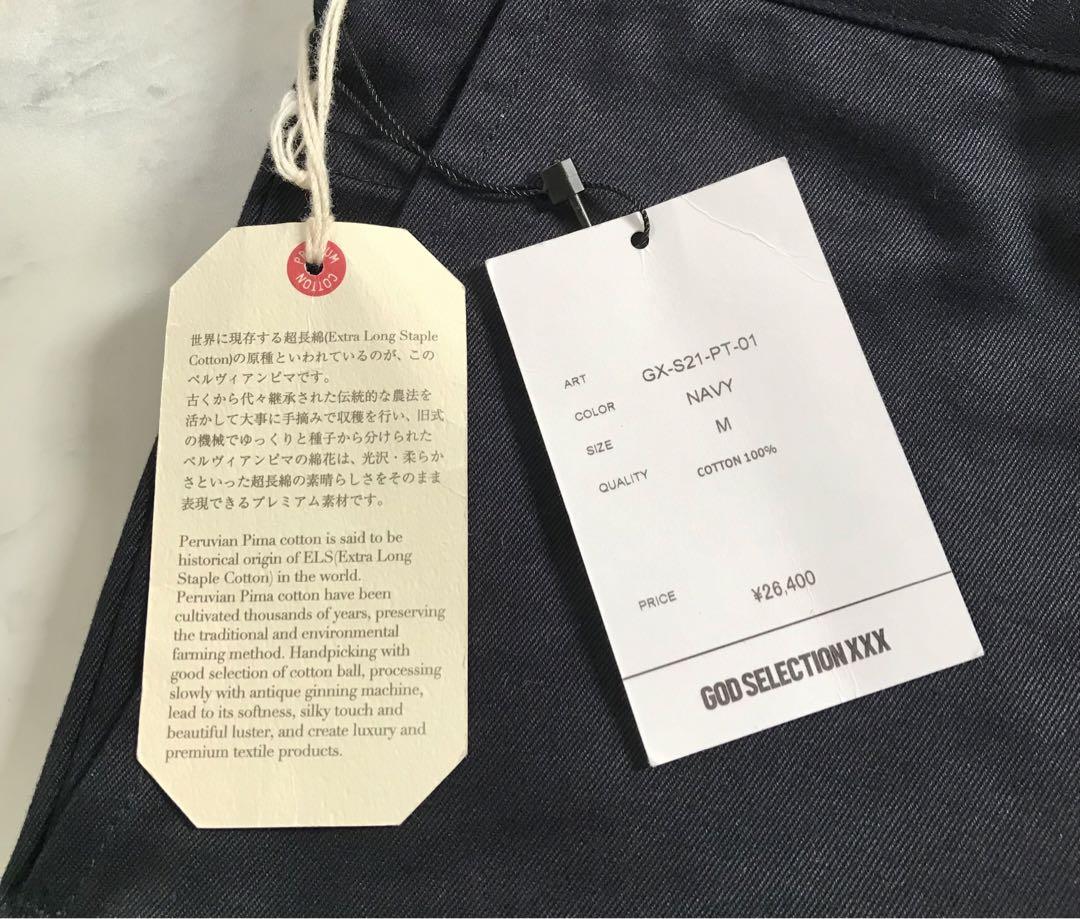 PREMIUM COTTON
世界に現存する超長綿(Extra Long Staple
Cotton)の原種といわれているのが、この
ペルヴィアンピマです。
古くから代々継承された伝統的な農法を
活かして大事に手摘みで収穫を行い、旧式
の機械でゆっくりと種子から分けられた
ペルヴィアンピマの綿花は、光沢・柔らか
さといった超長綿の素晴らしさをそのまま
表現できるプレミアム素材です。
Peruvian Pima cotton is said to be
historical origin of ELS(Extra Long
Staple Cotton) in the world.
Peruvian Pima cotton have been
cultivated thousands of years, preserving
the traditional and environmental
farming method. Handpicking with
good selection of cotton ball, processing
slowly with antique ginning machine,
lead to its softness, silky touch and
beautiful luster, and create luxury and
premium textile products.
ART GX-S21-PT-01
COLOR NAVY
SIZE M
QUALITY COTTON 100%
PRICE ¥26,400
GOD SELECTION XXX